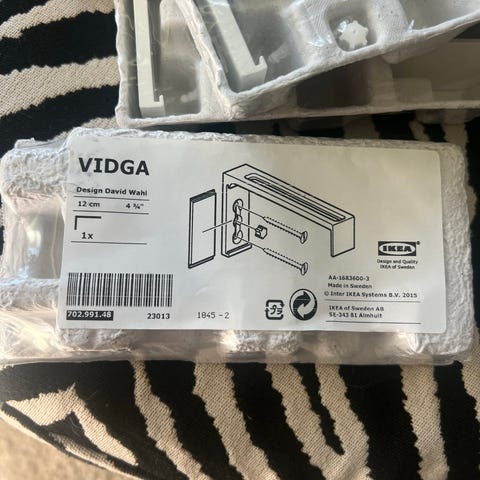 VIDGA
Design David Wahl
12 cm 4 ¾"
1x
702.991.48 23013 1845 - 2
IKEA
Design and Quality
IKEA of Sweden
AA-1683600-3
Made in Sweden
© Inter IKEA Systems B.V. 2015
IKEA of Sweden AB
SE-343 81 Älmhult